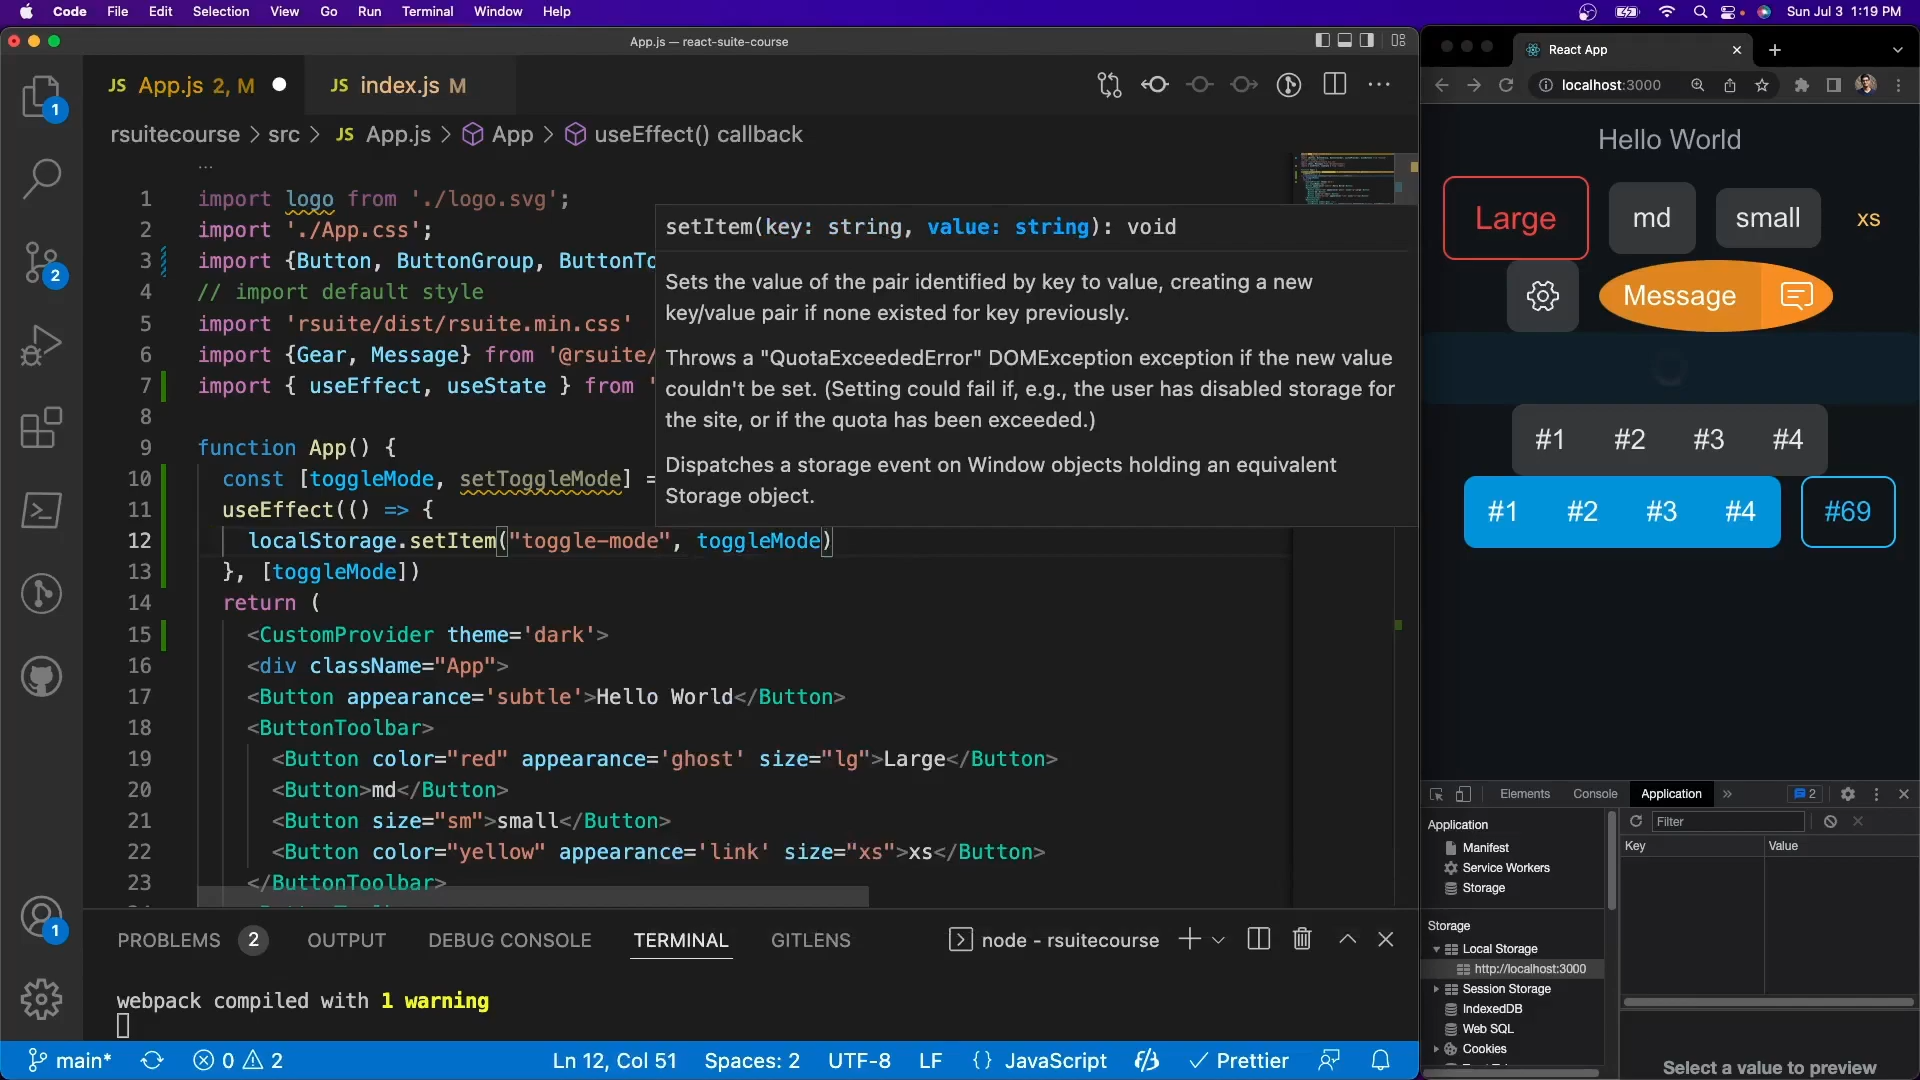 Code File Edit Selection View Go Run Terminal Window Help
Sun Jul 3 1:19 PM
App.js — react-suite-course
JS App.js 2, M
JS index.js M
rsuitecourse > src > JS App.js > App > useEffect() callback
...
1 import logo from './logo.svg';
2 import './App.css';
3 import {Button, ButtonGroup, ButtonTo
4 // import default style
5 import 'rsuite/dist/rsuite.min.css'
6 import {Gear, Message} from '@rsuite/
7 import { useEffect, useState } from '
8
9 function App() {
10 const [toggleMode, setToggleMode] =
11 useEffect(() => {
12 localStorage.setItem("toggle-mode", toggleMode)
13 }, [toggleMode])
14 return (
15 <CustomProvider theme='dark'>
16 <div className="App">
17 <Button appearance='subtle'>Hello World</Button>
18 <ButtonToolbar>
19 <Button color="red" appearance='ghost' size="lg">Large</Button>
20 <Button>md</Button>
21 <Button size="sm">small</Button>
22 <Button color="yellow" appearance='link' size="xs">xs</Button>
23 </ButtonToolbar>
setItem(key: string, value: string): void
Sets the value of the pair identified by key to value, creating a new
key/value pair if none existed for key previously.
Throws a "QuotaExceededError" DOMException exception if the new value
couldn't be set. (Setting could fail if, e.g., the user has disabled storage for
the site, or if the quota has been exceeded.)
Dispatches a storage event on Window objects holding an equivalent
Storage object.
1
2
1
PROBLEMS 2 OUTPUT DEBUG CONSOLE TERMINAL GITLENS
node - rsuitecourse
webpack compiled with 1 warning
main* 0 2
Ln 12, Col 51 Spaces: 2 UTF-8 LF {} JavaScript Prettier
React App
localhost:3000
Hello World
Large md small xs
Message
#1 #2 #3 #4
#1 #2 #3 #4 #69
Elements Console Application » 2
Application
Manifest
Service Workers
Storage
Storage
Local Storage
http://localhost:3000
Session Storage
IndexedDB
Web SQL
Cookies
Filter
Key Value
Select a value to preview